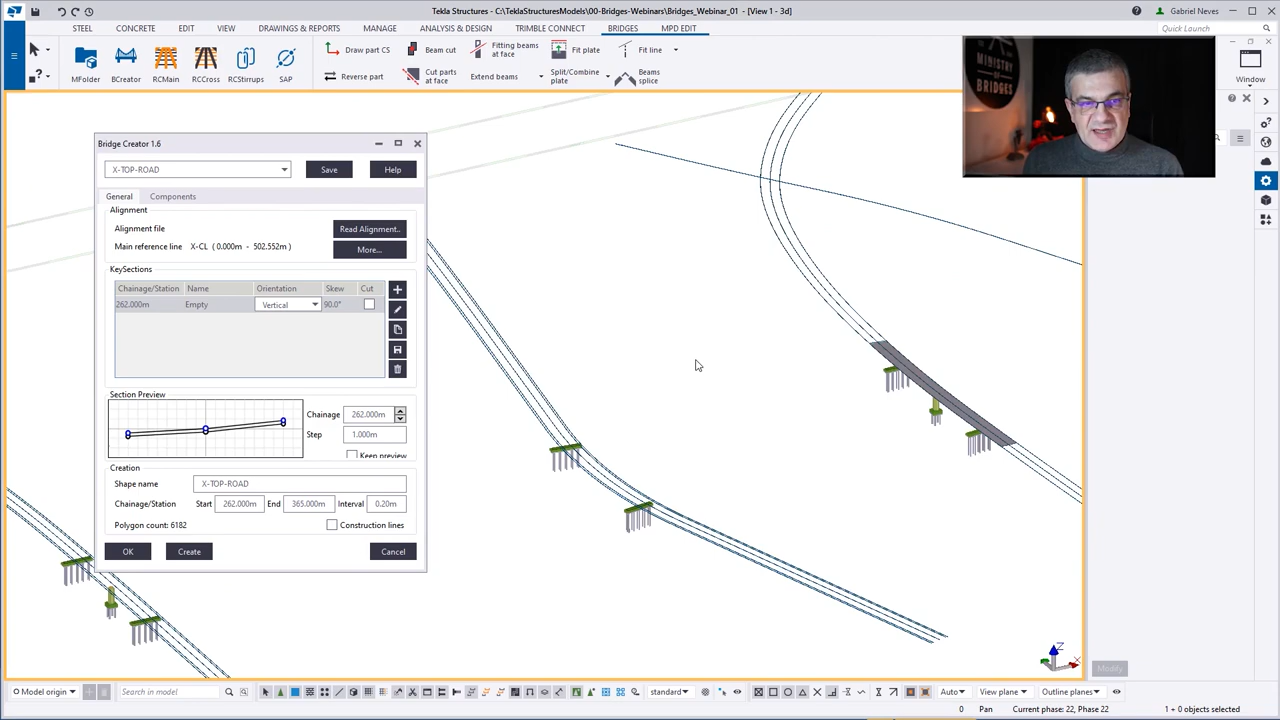 Tekla Structures - C:\TeklaStructuresModels\00-Bridges-Webinars\Bridges_Webinar_01 - [View 1 - 3d]
Gabriel Neves
STEEL CONCRETE EDIT VIEW DRAWINGS & REPORTS MANAGE ANALYSIS & DESIGN TRIMBLE CONNECT BRIDGES MPD EDIT
Quick Launch
MFolder BCreator RCMain RCCross RCStirrups SAP
Draw part CS Beam cut Fitting beams at face Fit plate Fit line
Reverse part Cut parts at face Extend beams Split/Combine plate Beams splice
Window
THE MINISTRY OF BRIDGES
Bridge Creator 1.6
X-TOP-ROAD Save Help
General Components
Alignment
Alignment file Read Alignment..
Main reference line X-CL ( 0.000m - 502.552m ) More...
KeySections
Chainage/Station Name Orientation Skew Cut
262.000m Empty Vertical 90.0°
Section Preview
Chainage 262.000m
Step 1.000m
Keep preview
Creation
Shape name X-TOP-ROAD
Chainage/Station Start 262.000m End 365.000m Interval 0.20m
Polygon count: 6182 Construction lines
OK Create Cancel
Z
X
Modify
Model origin Search in model standard Auto View plane Outline planes
0 Pan Current phase: 22, Phase 22 1 + 0 objects selected